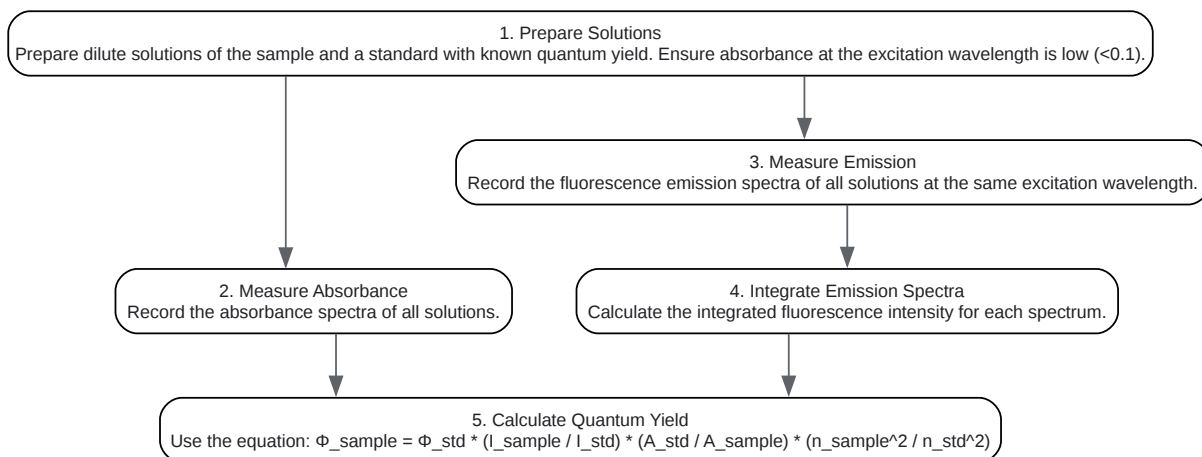 1. Prepare Solutions
Prepare dilute solutions of the sample and a standard with known quantum yield. Ensure absorbance at the excitation wavelength is low (<0.1).
3. Measure Emission
Record the fluorescence emission spectra of all solutions at the same excitation wavelength.
2. Measure Absorbance
Record the absorbance spectra of all solutions.
4. Integrate Emission Spectra
Calculate the integrated fluorescence intensity for each spectrum.
5. Calculate Quantum Yield
Use the equation: Φ_sample = Φ_std * (I_sample / I_std) * (A_std / A_sample) * (n_sample^2 / n_std^2)